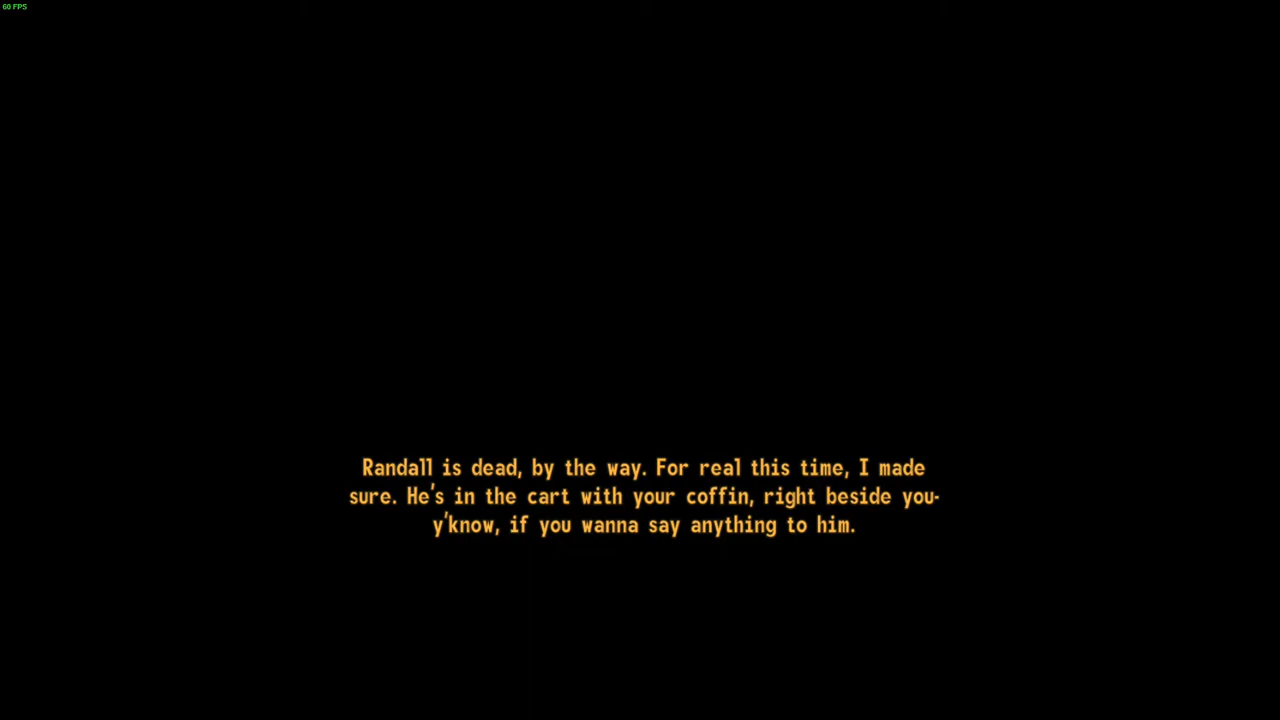 60 FPS
Randall is dead, by the way. For real this time, I made
sure. He's in the cart with your coffin, right beside you-
y'know, if you wanna say anything to him.